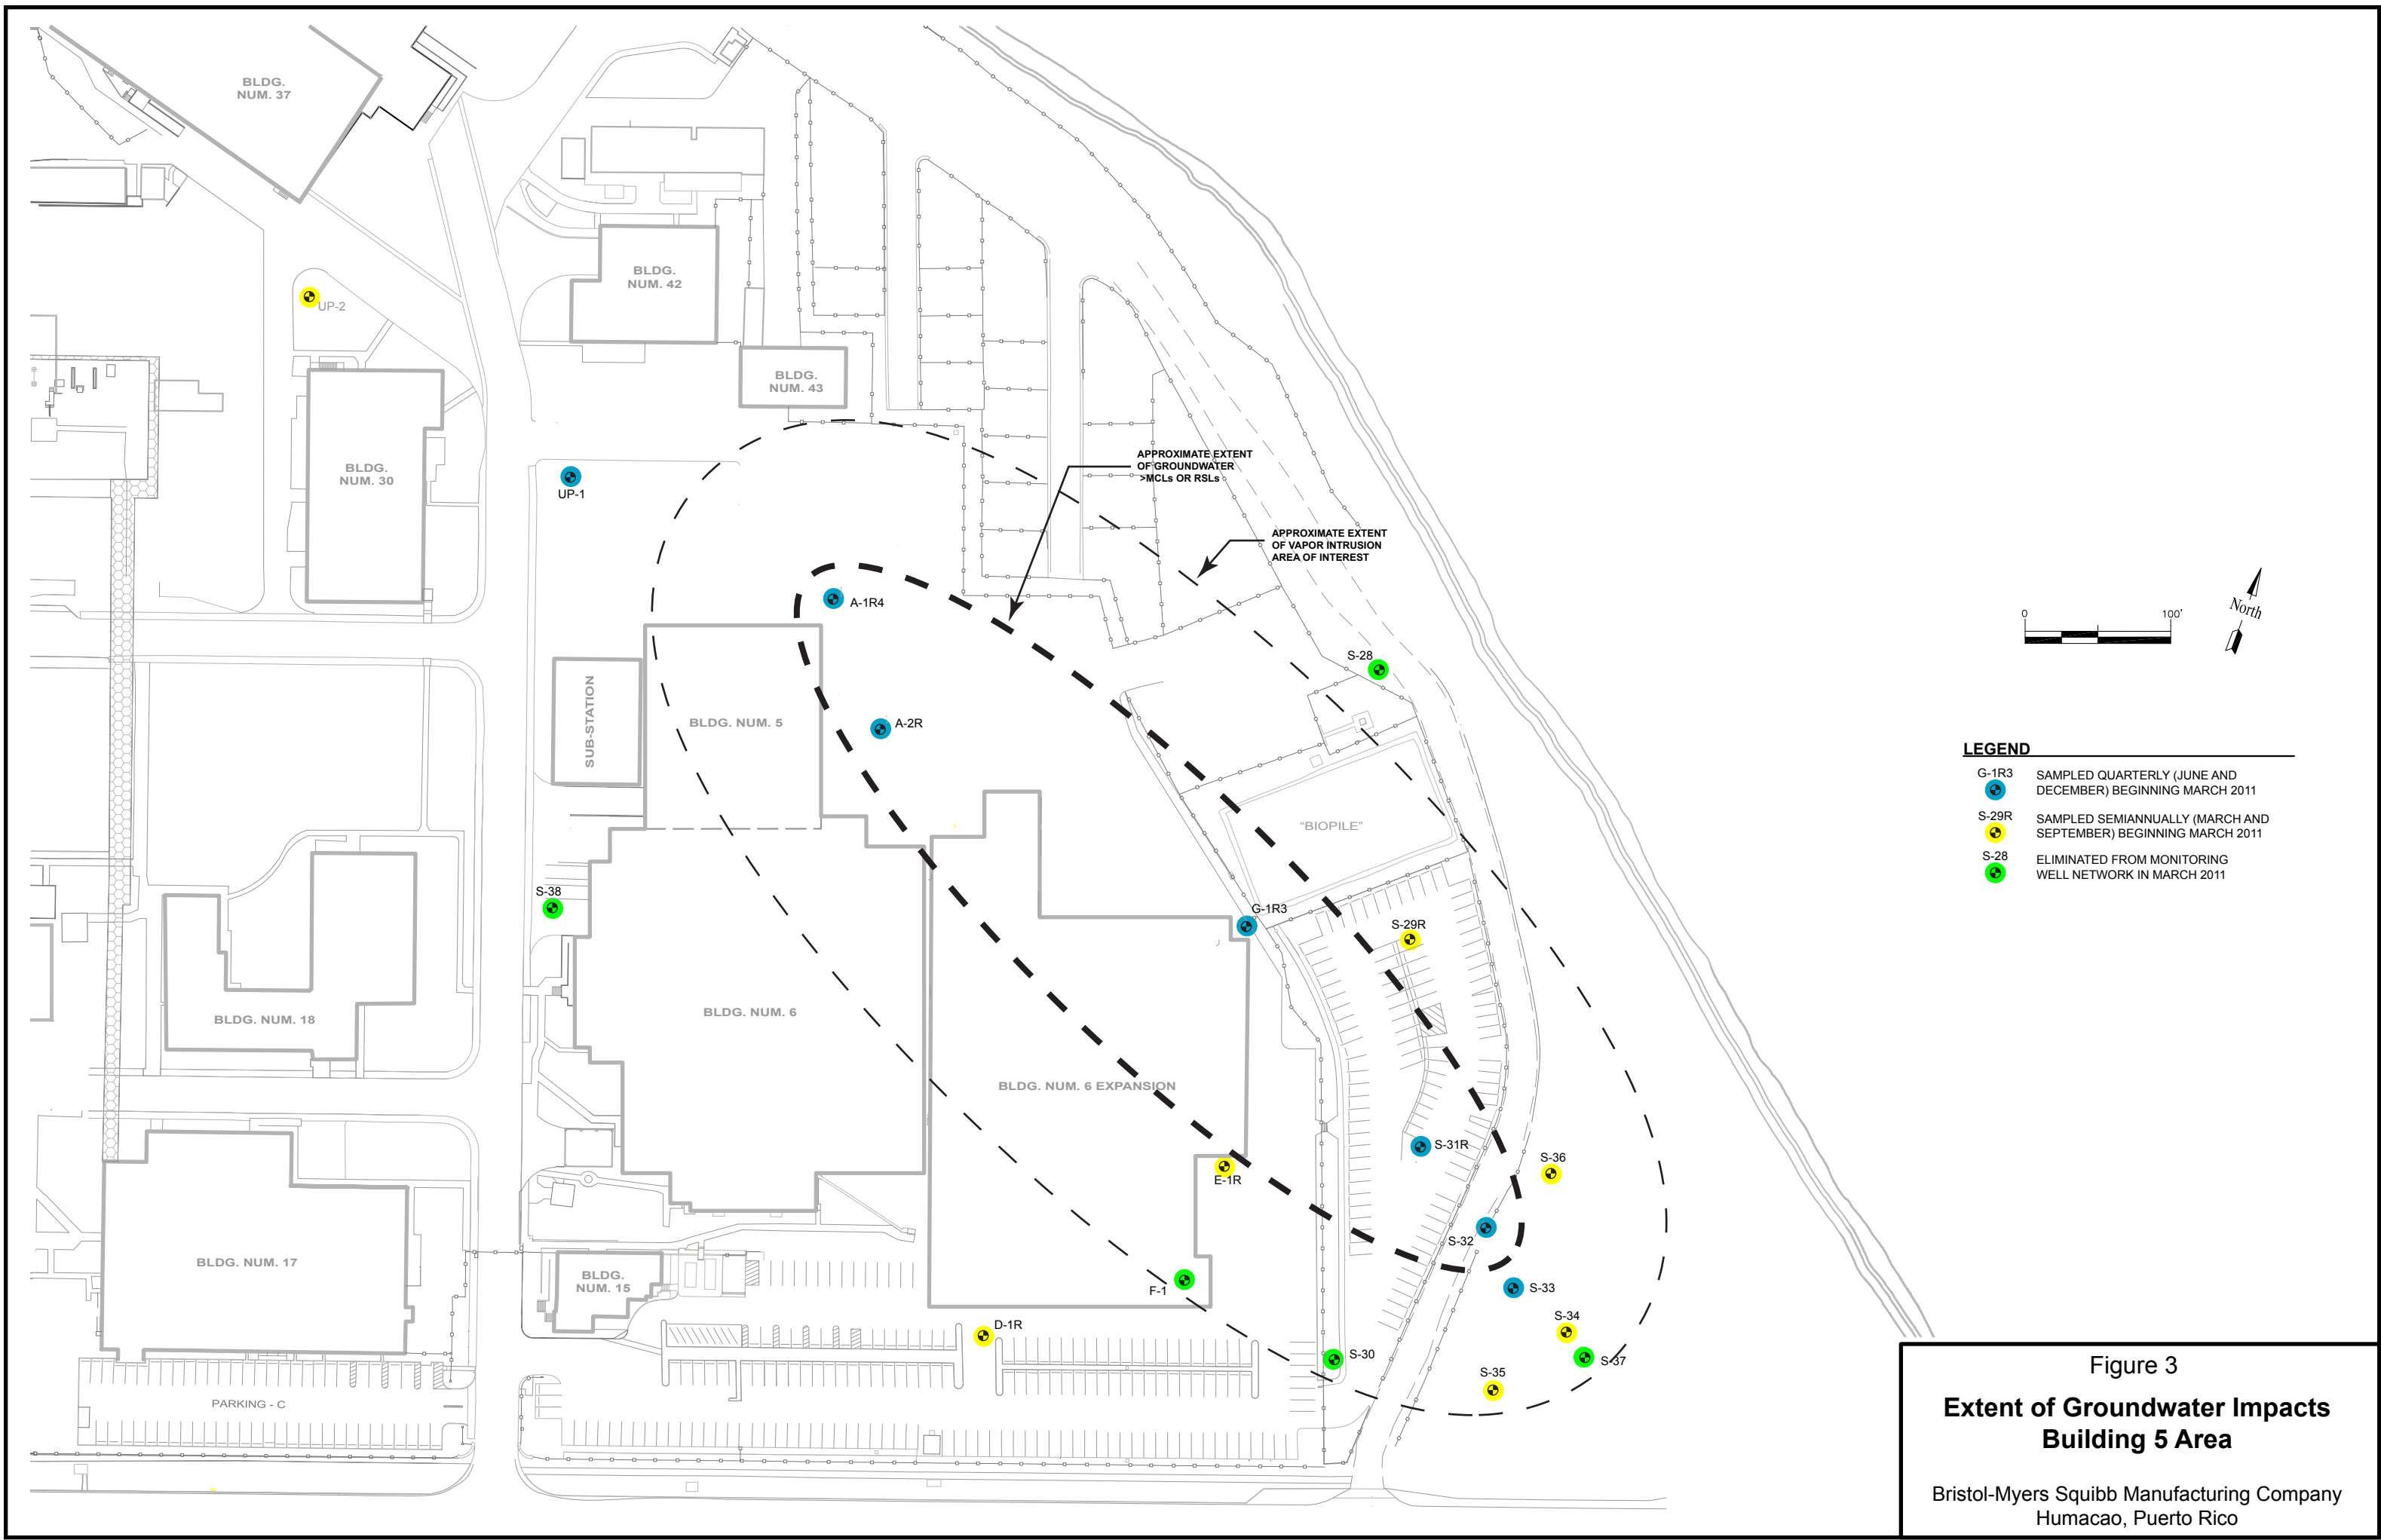 BLDG.
NUM. 37
UP-2
BLDG.
NUM. 42
BLDG.
NUM. 43
BLDG.
NUM. 30
UP-1
APPROXIMATE EXTENT
OF GROUNDWATER
>MCLs OR RSLs
APPROXIMATE EXTENT
OF VAPOR INTRUSION
AREA OF INTEREST
A-1R4
S-28
SUB-STATION
BLDG. NUM. 5
A-2R
"BIOPILE"
S-38
G-1R3
S-29R
BLDG. NUM. 18
BLDG. NUM. 6
BLDG. NUM. 6 EXPANSION
S-31R
S-36
E-1R
S-32
BLDG. NUM. 17
BLDG.
NUM. 15
F-1
S-33
S-34
D-1R
S-30
S-37
S-35
PARKING - C
0 100'
North
LEGEND
G-1R3 SAMPLED QUARTERLY (JUNE AND
DECEMBER) BEGINNING MARCH 2011
S-29R SAMPLED SEMIANNUALLY (MARCH AND
SEPTEMBER) BEGINNING MARCH 2011
S-28 ELIMINATED FROM MONITORING
WELL NETWORK IN MARCH 2011
Figure 3
Extent of Groundwater Impacts
Building 5 Area
Bristol-Myers Squibb Manufacturing Company
Humacao, Puerto Rico